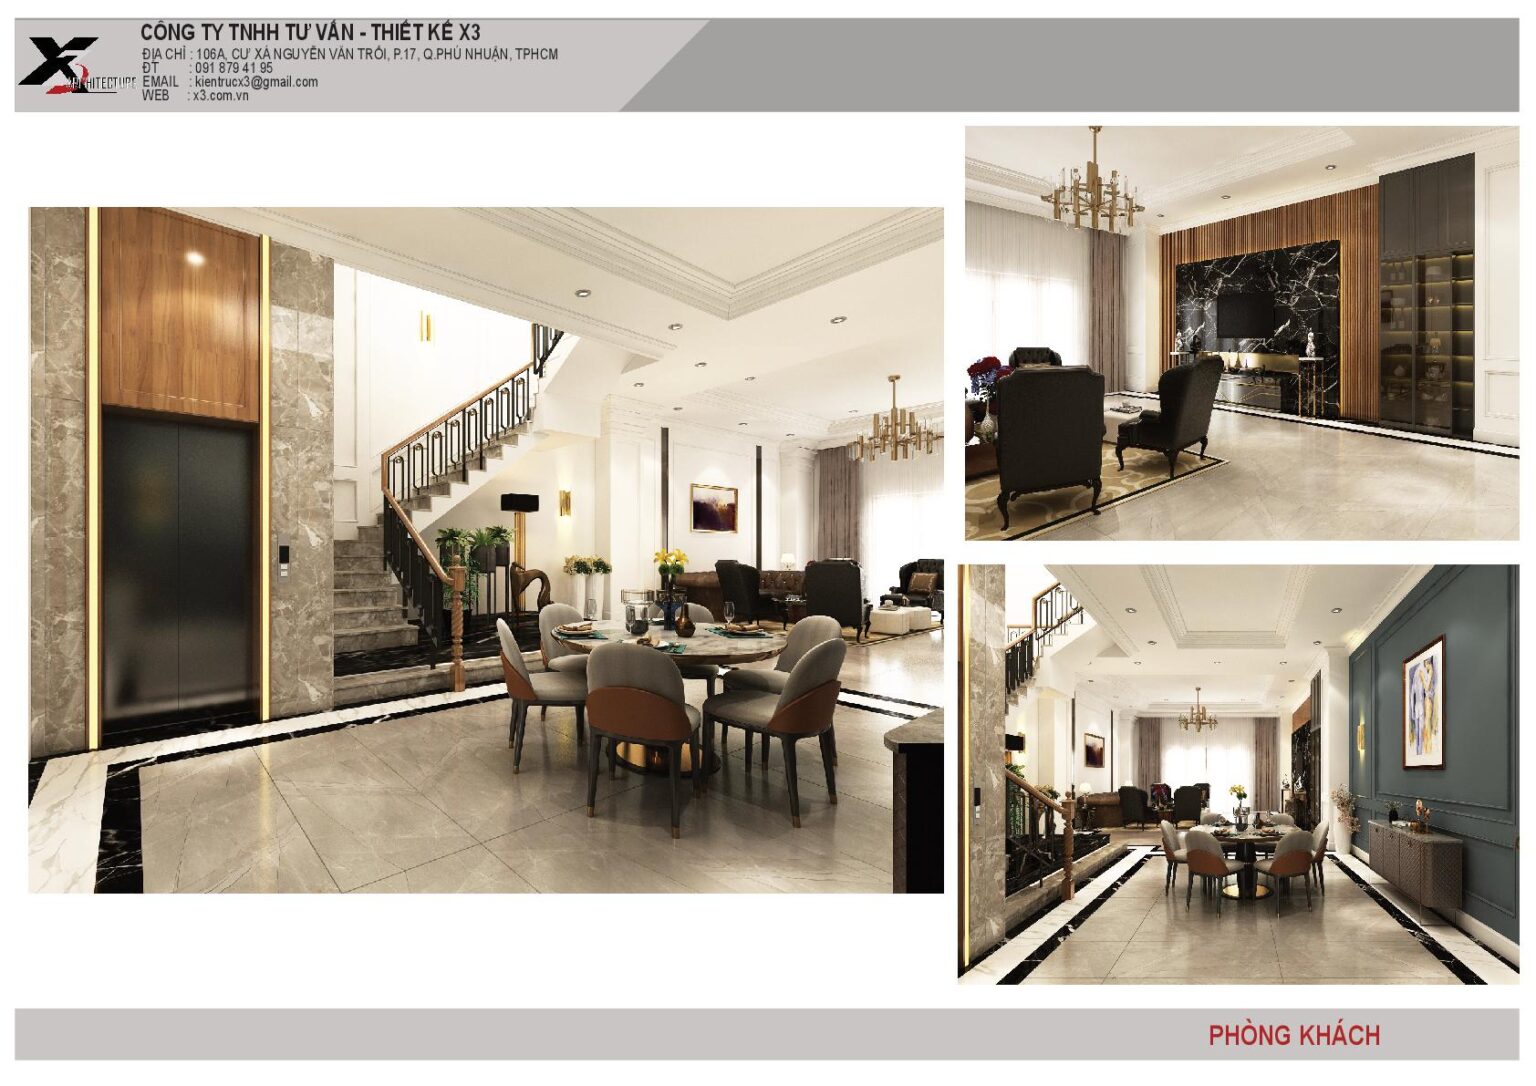 CÔNG TY TNHH TƯ VẤN - THIẾT KẾ X3
ĐỊA CHỈ : 106A, CƯ XÁ NGUYỄN VĂN TRỖI, P.17, Q.PHÚ NHUẬN, TPHCM
ĐT : 091 879 41 95
EMAIL : kientrucx3@gmail.com
WEB : x3.com.vn
X3
PHÒNG KHÁCH